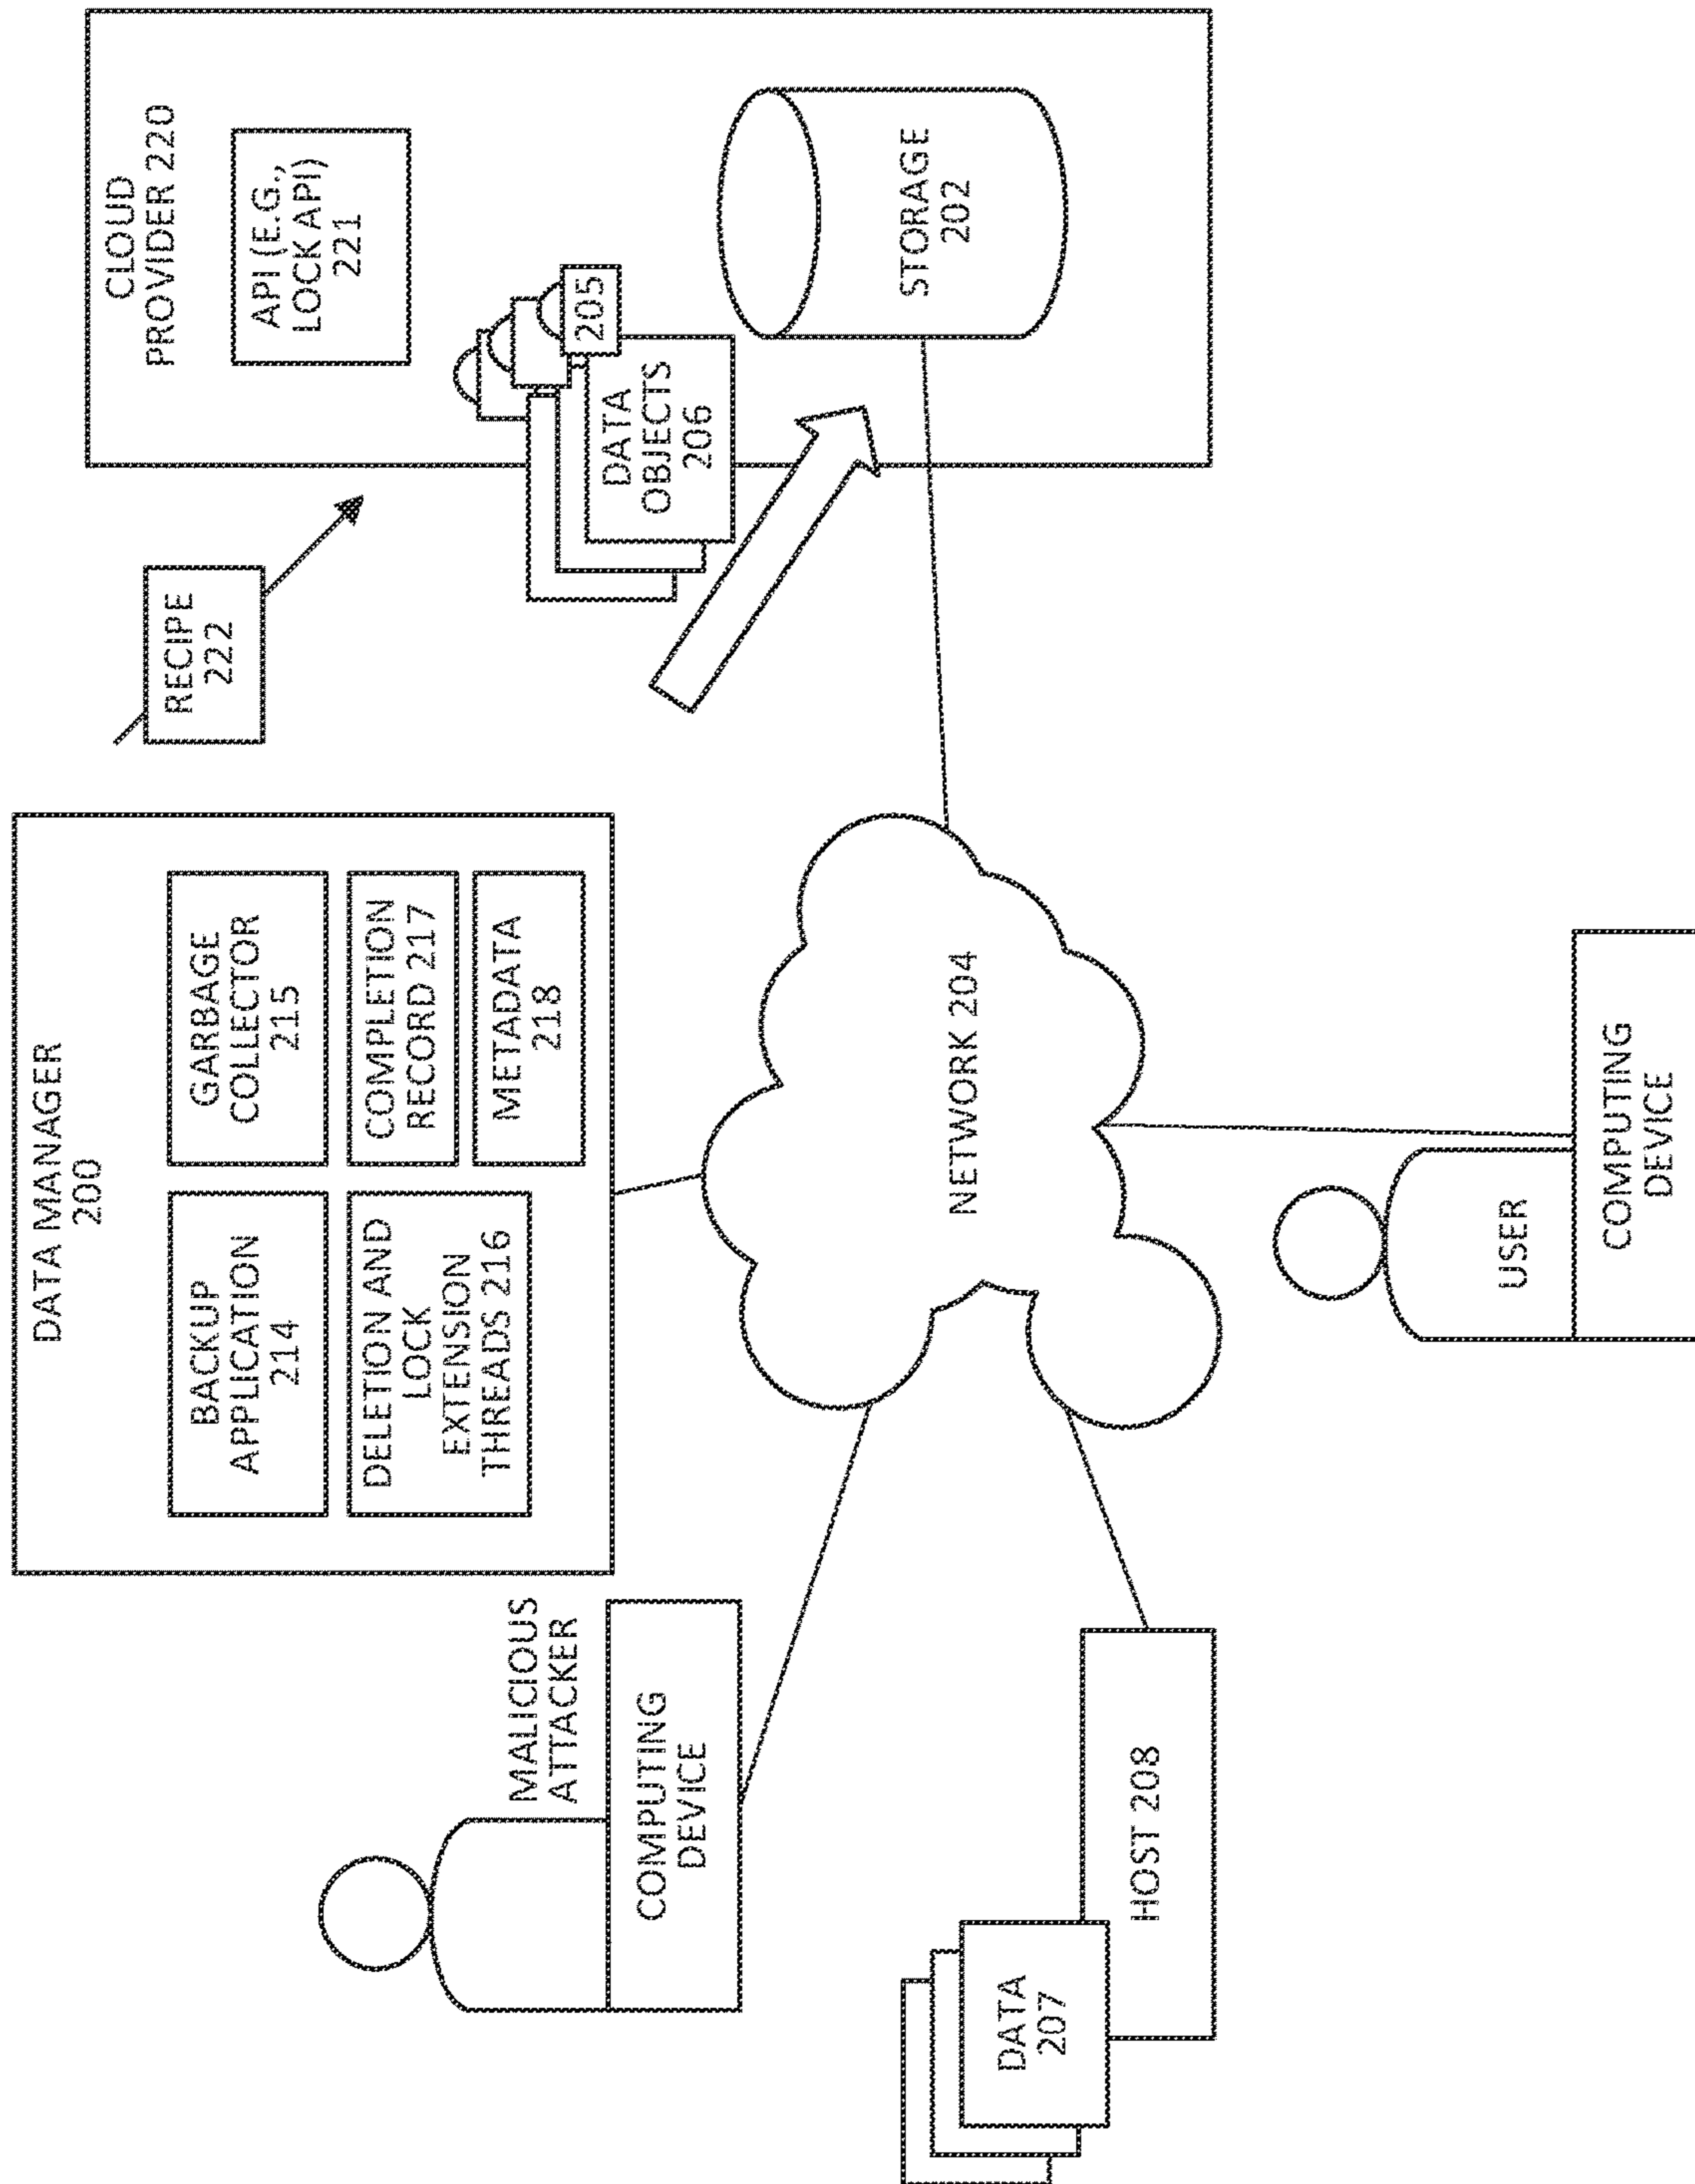 DATA MANAGER
200
BACKUP
APPLICATION
214
GARBAGE
COLLECTOR
215
DELETION AND
LOCK
EXTENSION
THREADS 216
COMPLETION
RECORD 217
METADATA
218
RECIPE
222
CLOUD
PROVIDER 220
API (E.G.,
LOCK API)
221
205
DATA
OBJECTS
206
STORAGE
202
MALICIOUS
ATTACKER
COMPUTING
DEVICE
NETWORK 204
DATA
207
HOST 208
USER
COMPUTING
DEVICE